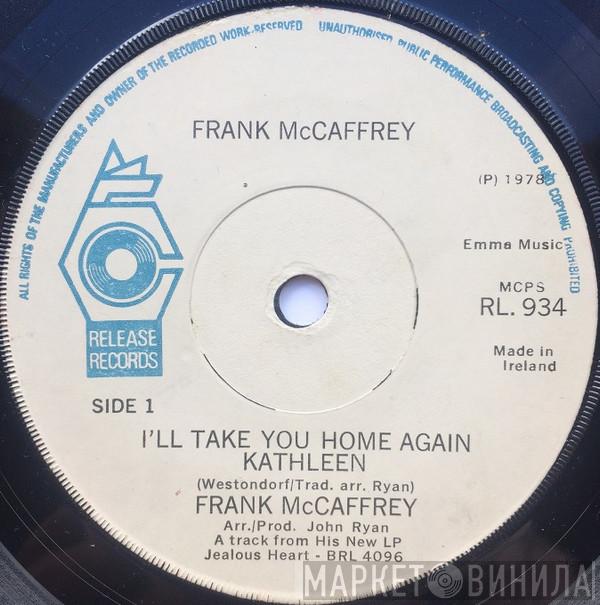 ALL RIGHTS OF THE MANUFACTURERS AND OWNER OF THE RECORDED WORK RESERVED UNAUTHORISED PUBLIC PERFORMANCE BROADCASTING AND COPYING PROHIBITED
FRANK McCAFFREY
(P) 1978
Emma Music
MCPS
RL. 934
Made in
Ireland
RELEASE
RECORDS
SIDE 1
I'LL TAKE YOU HOME AGAIN
KATHLEEN
(Westondorf/Trad. arr. Ryan)
FRANK McCAFFREY
Arr./Prod. John Ryan
A track from His New LP
Jealous Heart - BRL 4096
МАРКЕТ ВИНИЛА